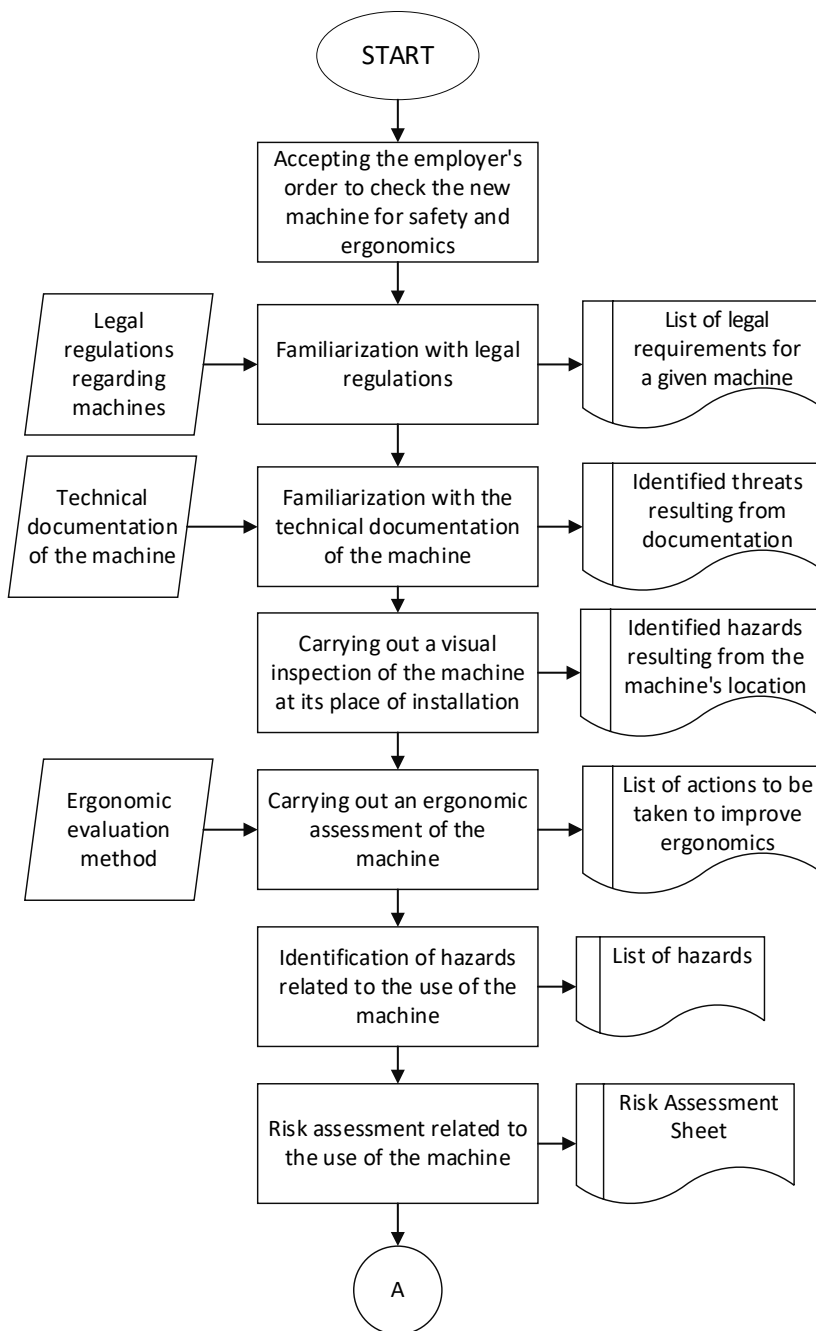 START
Accepting the employer's
order to check the new
machine for safety and
ergonomics
Legal
regulations
regarding
machines
Familiarization with legal
regulations
List of legal
requirements for
a given machine
Technical
documentation
of the machine
Familiarization with the
technical documentation
of the machine
Identified threats
resulting from
documentation
Carrying out a visual
inspection of the machine
at its place of installation
Identified hazards
resulting from the
machine's location
Ergonomic
evaluation
method
Carrying out an ergonomic
assessment of the
machine
List of actions to be
taken to improve
ergonomics
Identification of hazards
related to the use of the
machine
List of hazards
Risk assessment related to
the use of the machine
Risk Assessment
Sheet
A